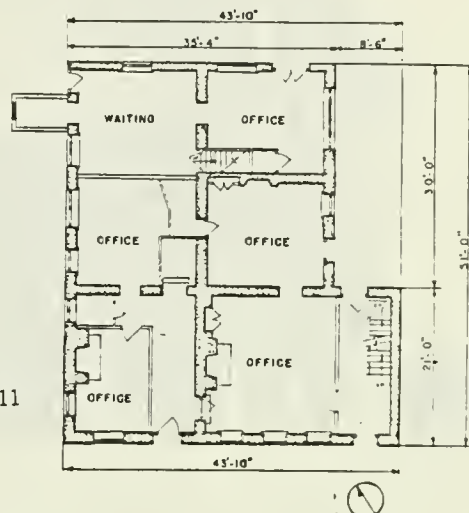 43'-10"
35'-4" 8'-6"
WAITING OFFICE
30'-0"
51'-0"
OFFICE OFFICE
21'-0"
OFFICE
11
OFFICE
43'-10"